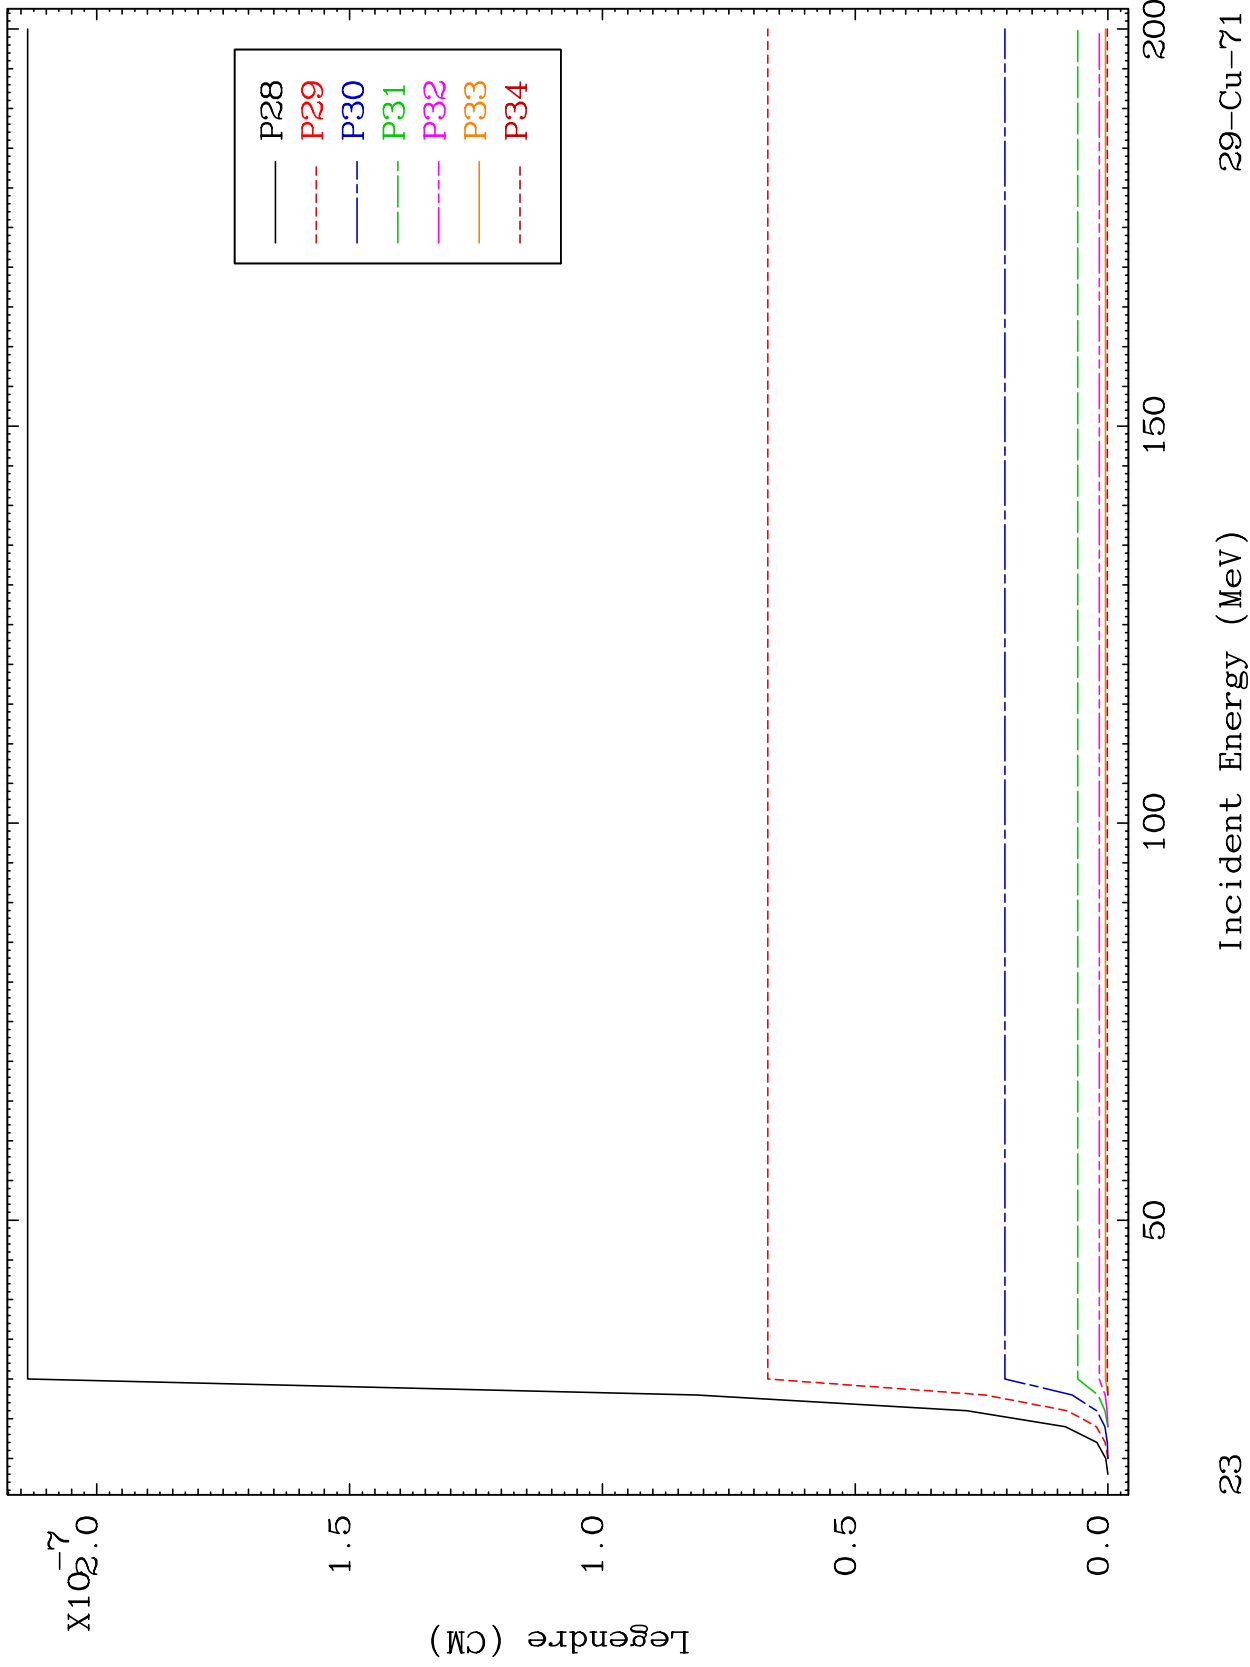 X10-7
2.0
1.5
1.0
0.5
0.0
Legendre (CM)
P28
P29
P30
P31
P32
P33
P34
50
100
150
200
Incident Energy (MeV)
23
29-Cu-71